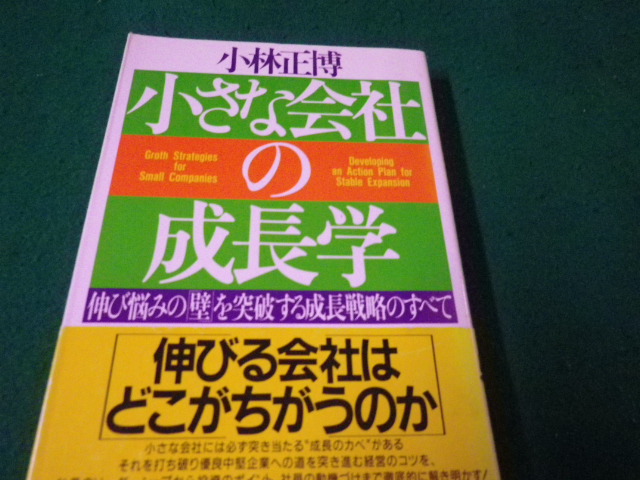 小林正博
小さな会社
の
Groth Strategies
for
Small Companies
Developing
an Action Plan for
Stable Expansion
成長学
伸び悩みの「壁」を突破する成長戦略のすべて
伸びる会社は
どこがちがうのか
小さな会社には必ず突き当たる"成長のカベ"がある
それを打ち破り優良中堅企業への道を突き進む経営のコツを、